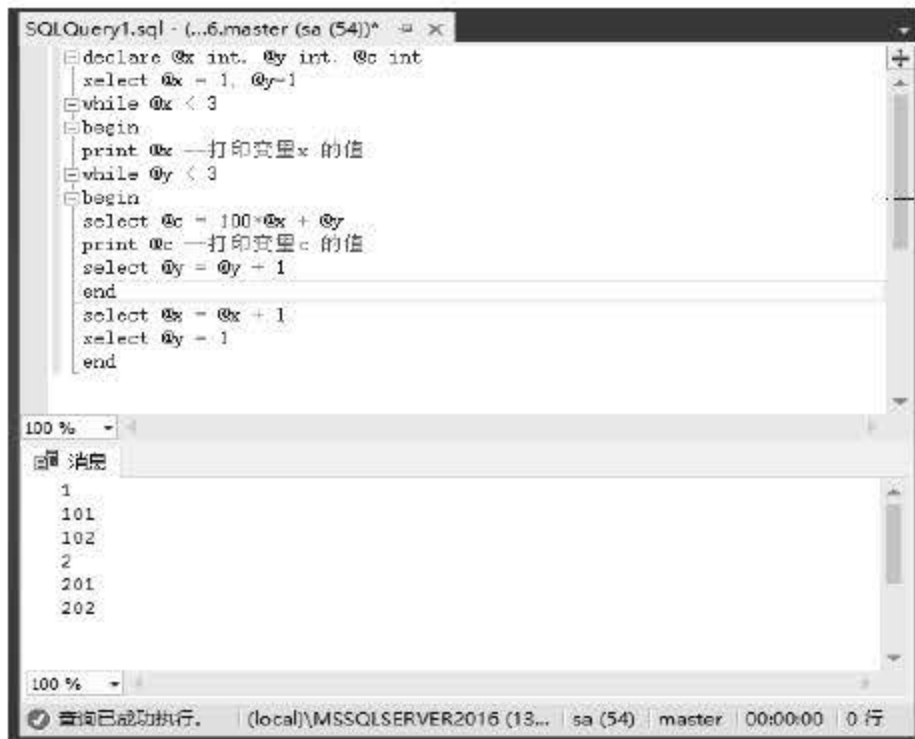 SQLQuery1.sql - (...6.master (sa (54))*
declare @x int, @y int, @c int
select @x = 1, @y=1
while @x < 3
begin
print @x --打印变量x 的值
while @y < 3
begin
select @c = 100*@x + @y
print @c --打印变量c 的值
select @y = @y + 1
end
select @x = @x + 1
select @y = 1
end
100 %
消息
1
101
102
2
201
202
100 %
查询已成功执行。 (local)\MSSQLSERVER2016 (13... sa (54) master 00:00:00 0 行